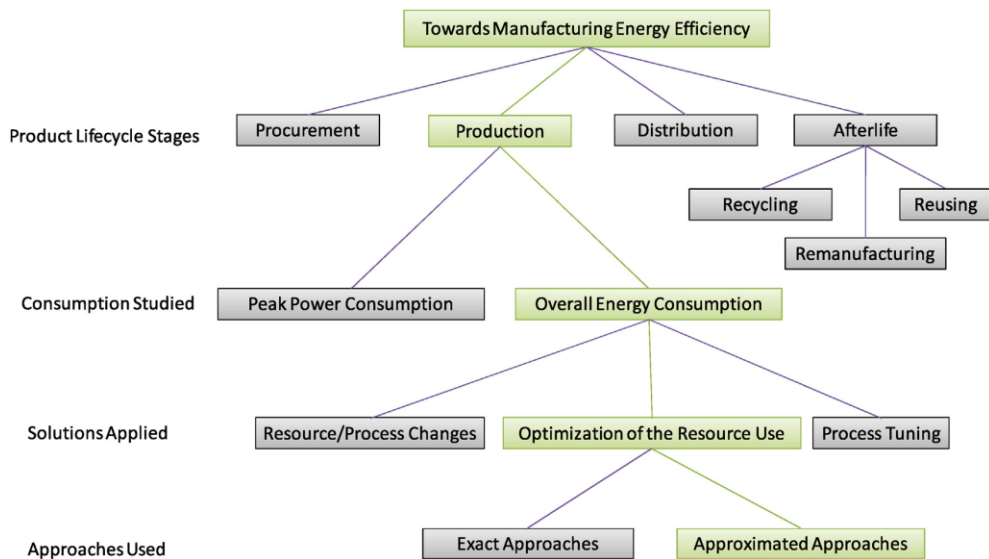 Towards Manufacturing Energy Efficiency
Product Lifecycle Stages
Procurement
Production
Distribution
Afterlife
Recycling
Reusing
Remanufacturing
Consumption Studied
Peak Power Consumption
Overall Energy Consumption
Solutions Applied
Resource/Process Changes
Optimization of the Resource Use
Process Tuning
Approaches Used
Exact Approaches
Approximated Approaches